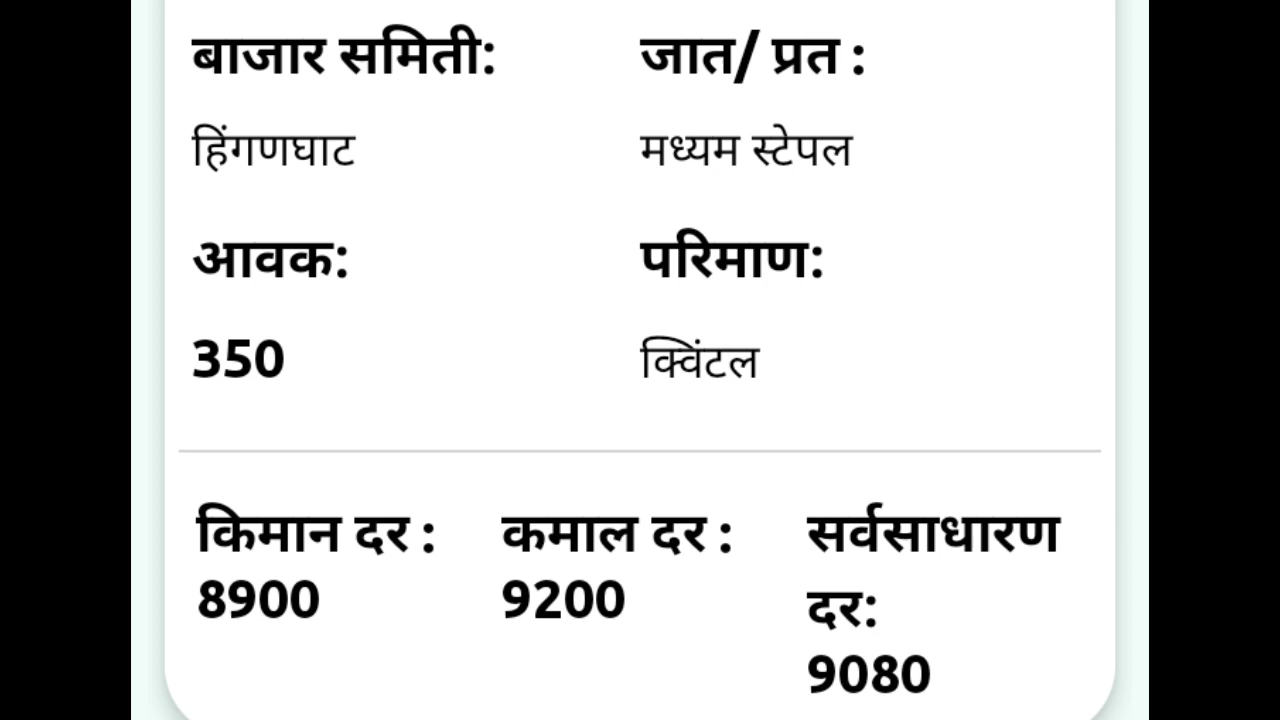 बाजार समिती: जात/ प्रत :
हिंगणघाट मध्यम स्टेपल
आवक: परिमाण:
350 क्विंटल
किमान दर : कमाल दर : सर्वसाधारण
8900 9200 दर:
9080